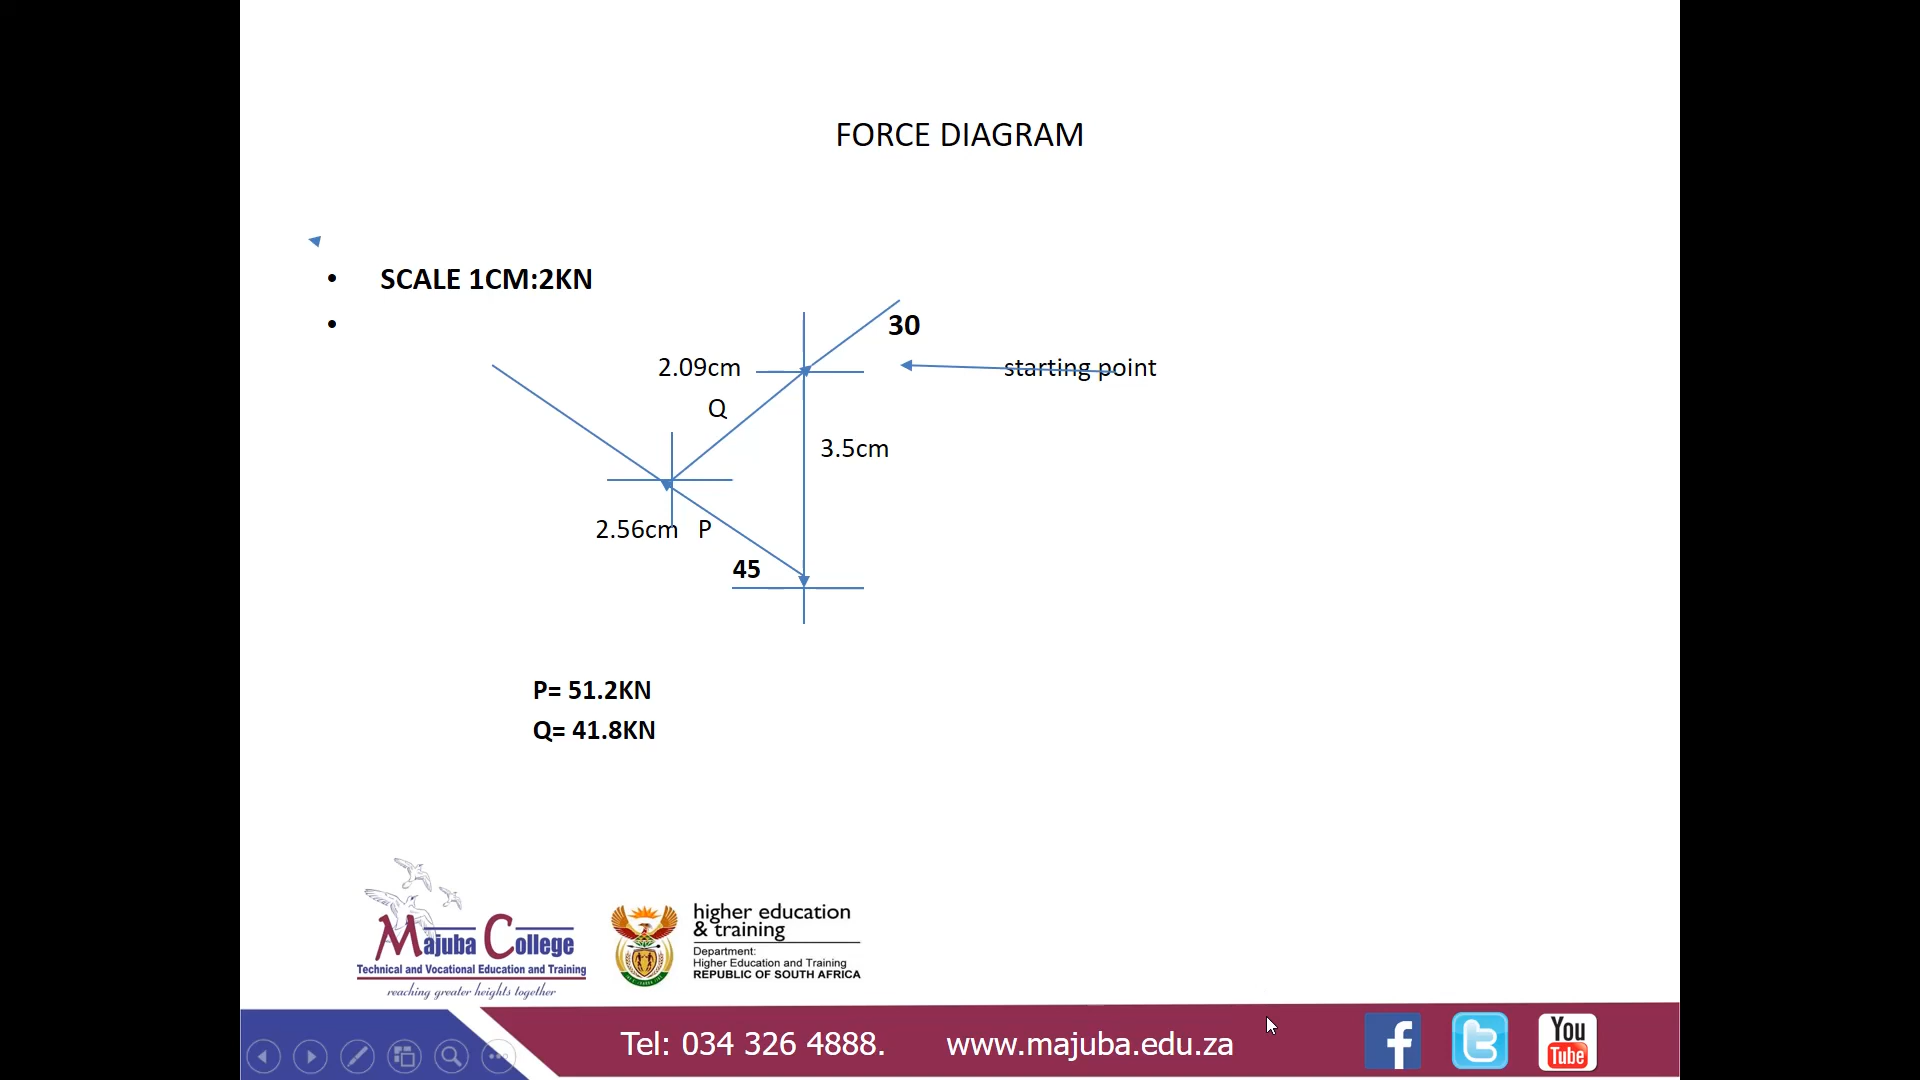 FORCE DIAGRAM
• SCALE 1CM:2KN
•
30
2.09cm
starting point
Q
3.5cm
2.56cm P
45
P= 51.2KN
Q= 41.8KN
Majuba College
Technical and Vocational Education and Training
reaching greater heights together
higher education
& training
Department:
Higher Education and Training
REPUBLIC OF SOUTH AFRICA
Tel: 034 326 4888. www.majuba.edu.za
f
t
You
Tube